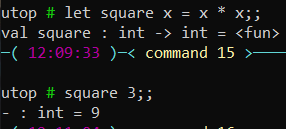 utop # let square x = x * x;;
val square : int -> int = <fun>
─( 12:09:33 )─< command 15 >─
utop # square 3;;
- : int = 9